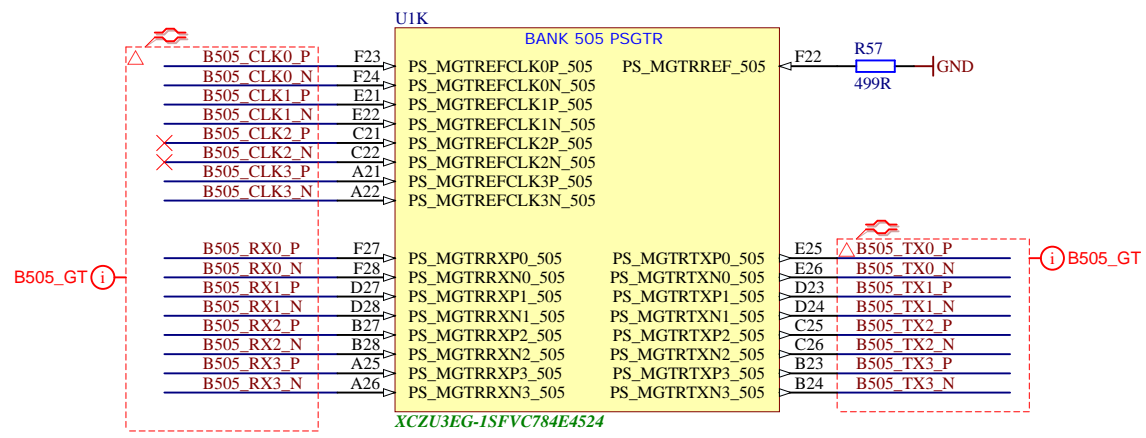 U1K
BANK 505 PSGTR
B505_CLK0_P F23 PS_MGTREFCLK0P_505 PS_MGTRREF_505 F22 R57 499R GND
B505_CLK0_N F24 PS_MGTREFCLK0N_505
B505_CLK1_P E21 PS_MGTREFCLK1P_505
B505_CLK1_N E22 PS_MGTREFCLK1N_505
B505_CLK2_P C21 PS_MGTREFCLK2P_505
B505_CLK2_N C22 PS_MGTREFCLK2N_505
B505_CLK3_P A21 PS_MGTREFCLK3P_505
B505_CLK3_N A22 PS_MGTREFCLK3N_505
B505_RX0_P F27 PS_MGTRRXP0_505 PS_MGTRTXP0_505 E25 B505_TX0_P
B505_GT i B505_RX0_N F28 PS_MGTRRXN0_505 PS_MGTRTXN0_505 E26 B505_TX0_N i B505_GT
B505_RX1_P D27 PS_MGTRRXP1_505 PS_MGTRTXP1_505 D23 B505_TX1_P
B505_RX1_N D28 PS_MGTRRXN1_505 PS_MGTRTXN1_505 D24 B505_TX1_N
B505_RX2_P B27 PS_MGTRRXP2_505 PS_MGTRTXP2_505 C25 B505_TX2_P
B505_RX2_N B28 PS_MGTRRXN2_505 PS_MGTRTXN2_505 C26 B505_TX2_N
B505_RX3_P A25 PS_MGTRRXP3_505 PS_MGTRTXP3_505 B23 B505_TX3_P
B505_RX3_N A26 PS_MGTRRXN3_505 PS_MGTRTXN3_505 B24 B505_TX3_N
XCZU3EG-1SFVC784E4524